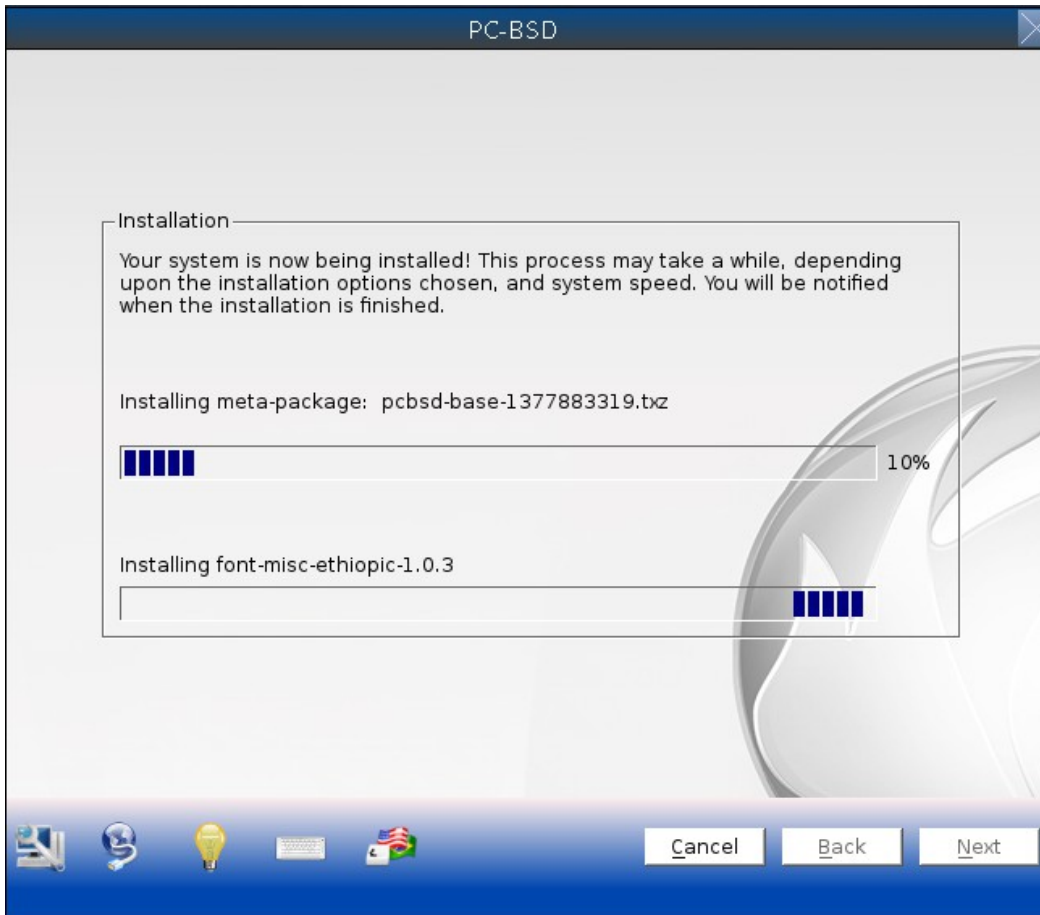 PC-BSD
Installation
Your system is now being installed! This process may take a while, depending
upon the installation options chosen, and system speed. You will be notified
when the installation is finished.
Installing meta-package: pcbsd-base-1377883319.txz
10%
Installing font-misc-ethiopic-1.0.3
Cancel Back Next